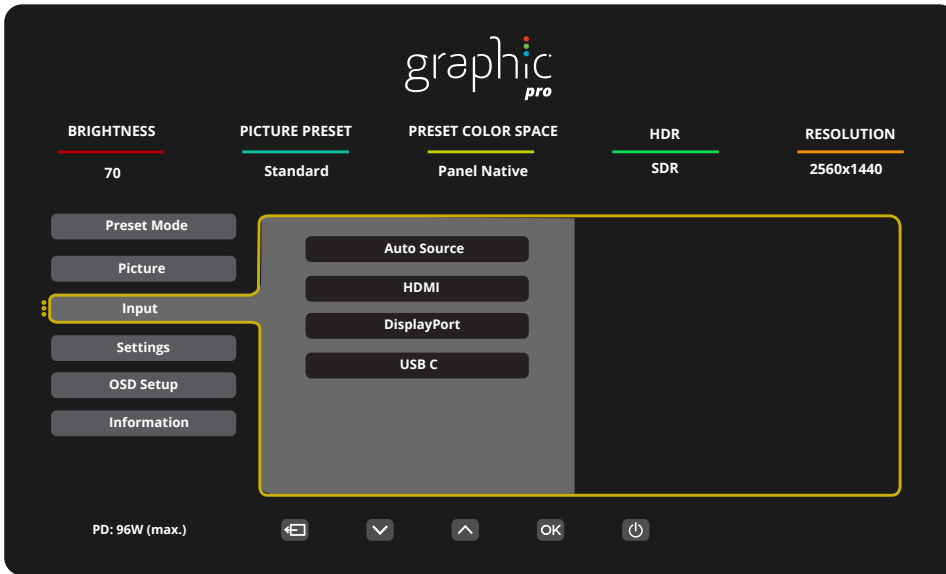 graphic
pro
BRIGHTNESS PICTURE PRESET PRESET COLOR SPACE HDR RESOLUTION
70 Standard Panel Native SDR 2560x1440
Preset Mode
Picture
Input
Settings
OSD Setup
Information
Auto Source
HDMI
DisplayPort
USB C
PD: 96W (max.)
OK